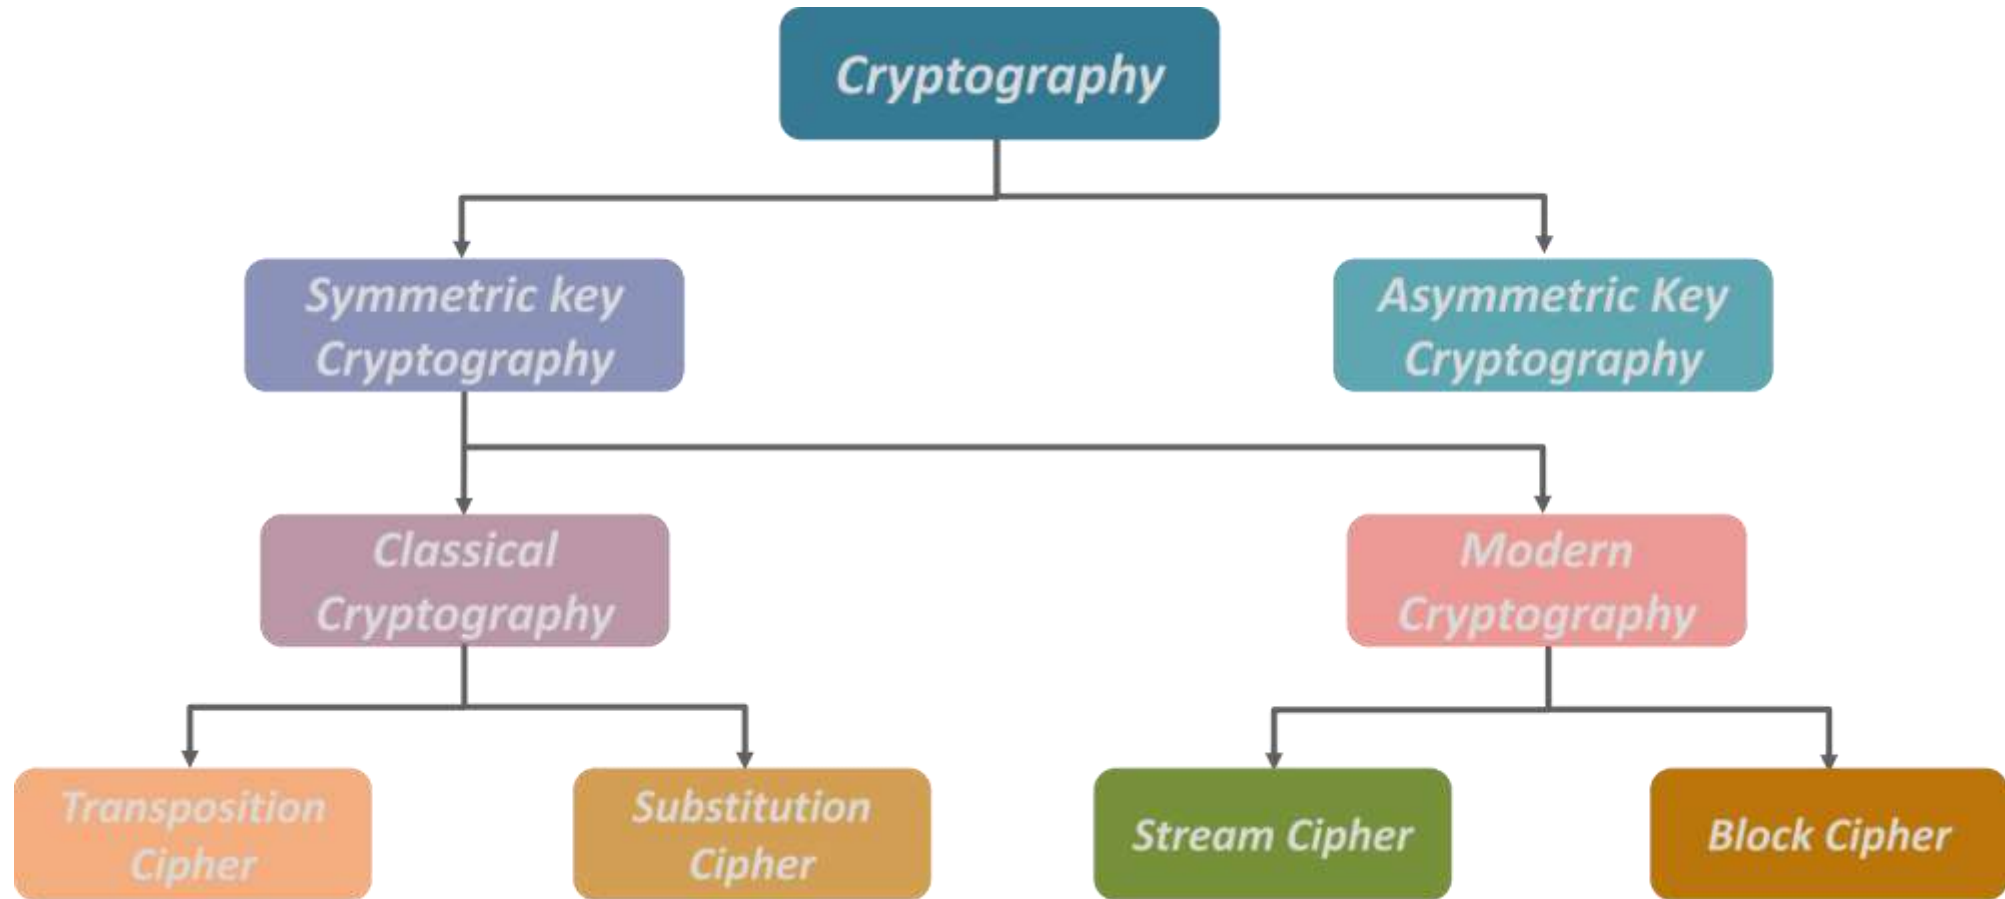 Cryptography
Symmetric key
Cryptography
Asymmetric Key
Cryptography
Classical
Cryptography
Modern
Cryptography
Transposition
Cipher
Substitution
Cipher
Stream Cipher
Block Cipher